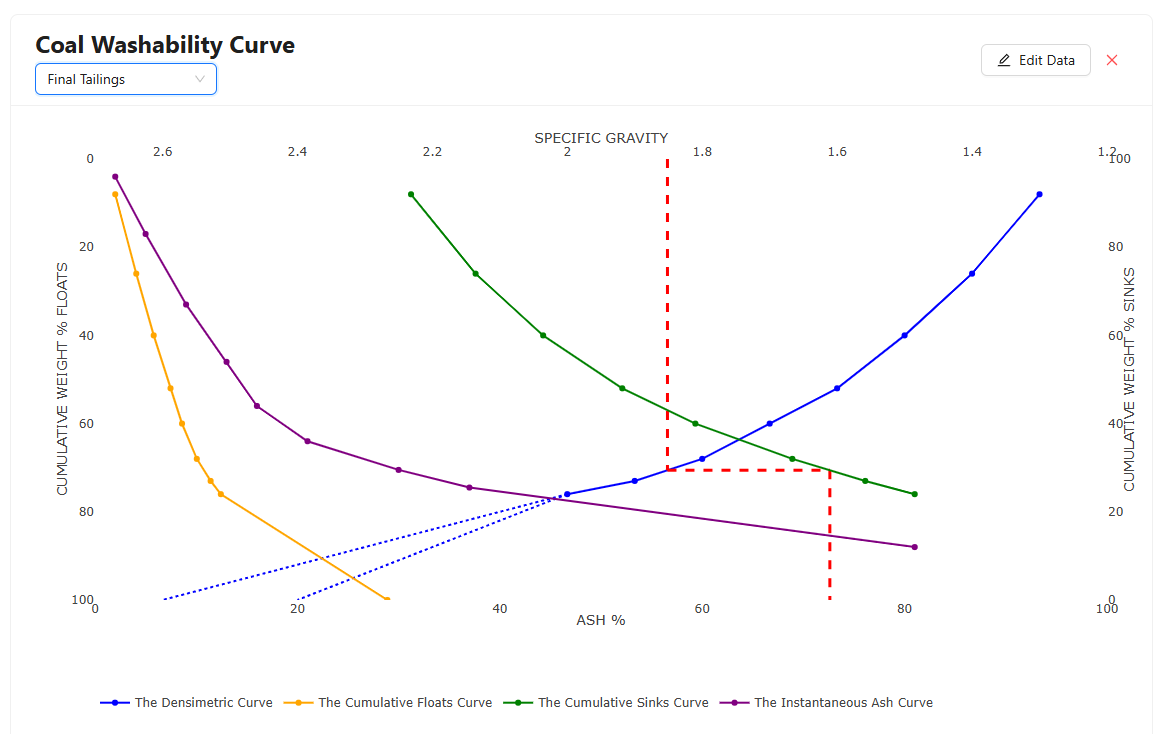 Coal Washability Curve
Final Tailings
Edit Data
SPECIFIC GRAVITY
2.6 2.4 2.2 2 1.8 1.6 1.4 1.2
0 100
20 80
40 60
60 40
80 20
100 0
CUMULATIVE WEIGHT % FLOATS
CUMULATIVE WEIGHT % SINKS
0 20 40 60 80 100
ASH %
The Densimetric Curve The Cumulative Floats Curve The Cumulative Sinks Curve The Instantaneous Ash Curve